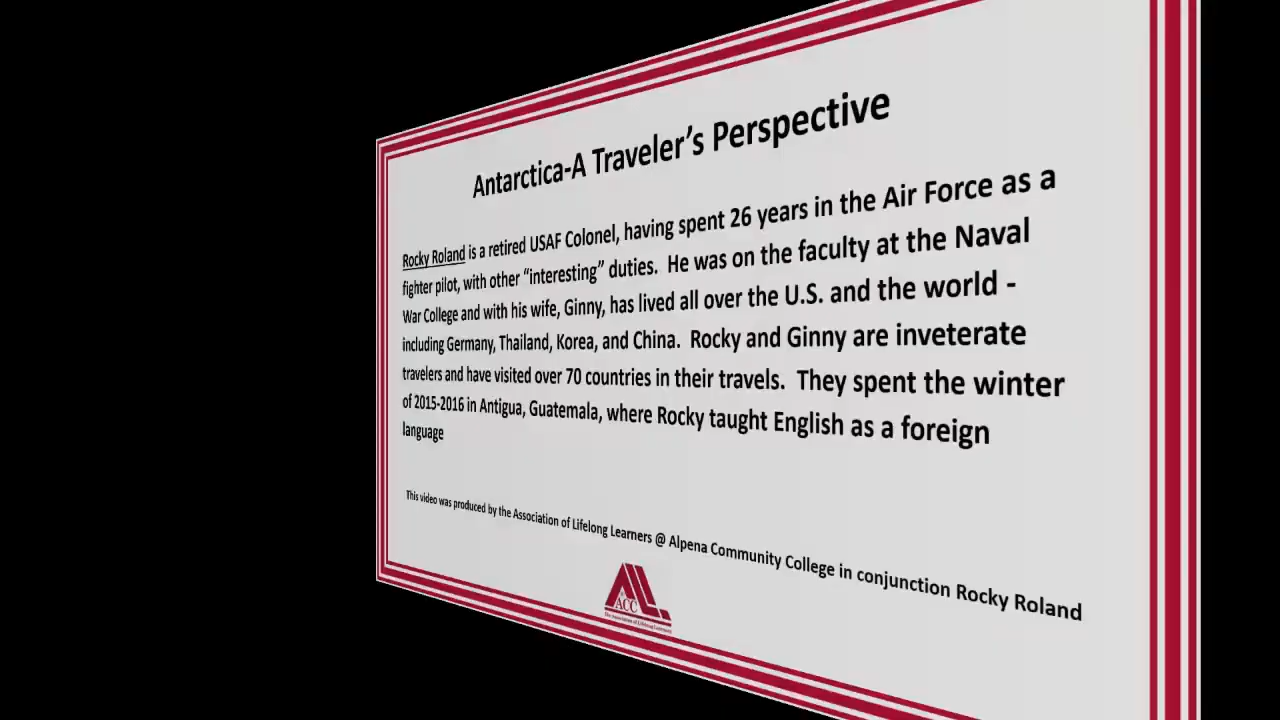 Antarctica-A Traveler's Perspective
Rocky Roland is a retired USAF Colonel, having spent 26 years in the Air Force as a
fighter pilot, with other “interesting” duties.  He was on the faculty at the Naval
War College and with his wife, Ginny, has lived all over the U.S. and the world -
including Germany, Thailand, Korea, and China.  Rocky and Ginny are inveterate
travelers and have visited over 70 countries in their travels.  They spent the winter
of 2015-2016 in Antigua, Guatemala, where Rocky taught English as a foreign
language
This video was produced by the Association of Lifelong Learners @ Alpena Community College in conjunction Rocky Roland
ACC
The Association of Lifelong Learners